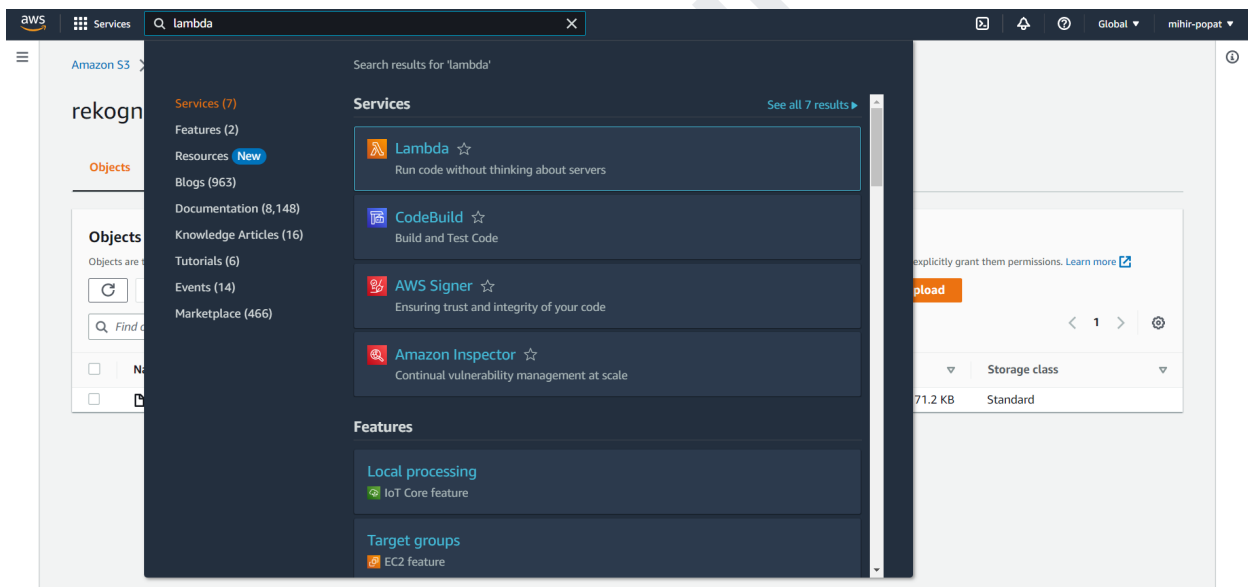 aws Services lambda Global mihir-popat
Amazon S3
rekogn
Objects
Objects
Objects are t
Find
Search results for 'lambda'
Services (7)
Features (2)
Resources New
Blogs (963)
Documentation (8,148)
Knowledge Articles (16)
Tutorials (6)
Events (14)
Marketplace (466)
Services See all 7 results
Lambda
Run code without thinking about servers
CodeBuild
Build and Test Code
AWS Signer
Ensuring trust and integrity of your code
Amazon Inspector
Continual vulnerability management at scale
Features
Local processing
IoT Core feature
Target groups
EC2 feature
explicitly grant them permissions. Learn more
pload
1
Storage class
71.2 KB Standard